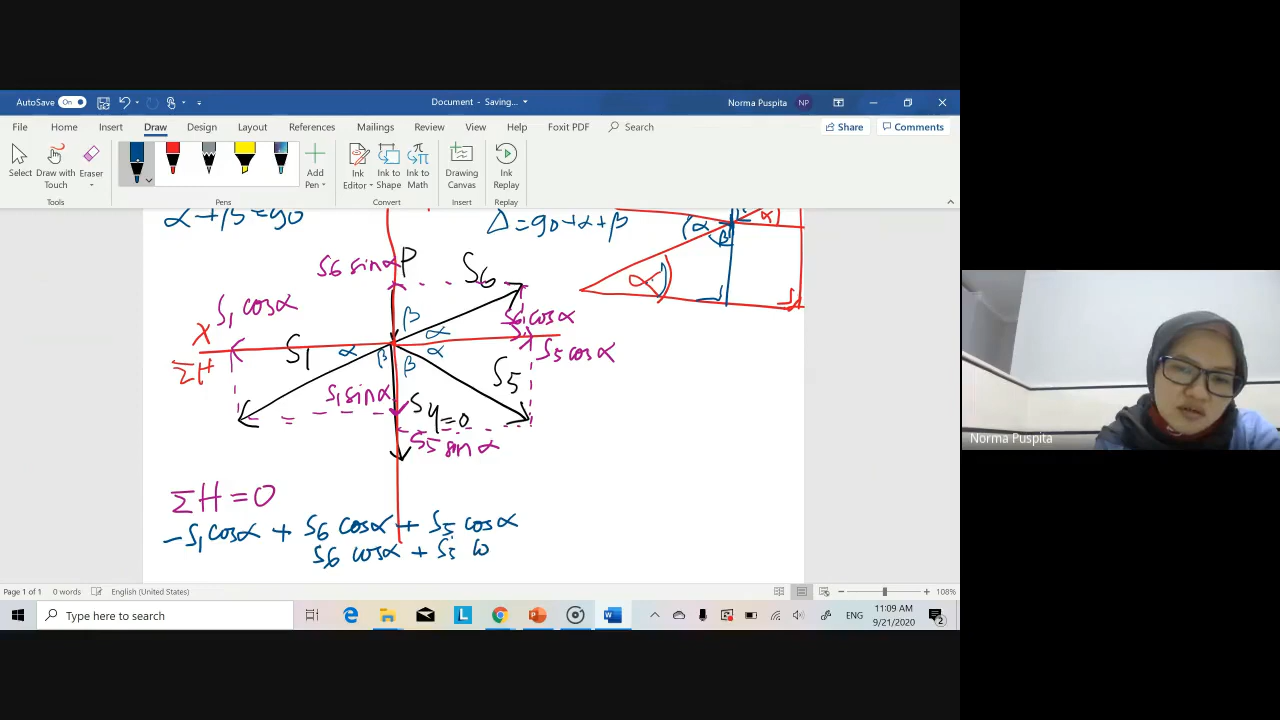 AutoSave On
Document - Saving...
Norma Puspita NP
File Home Insert Draw Design Layout References Mailings Review View Help Foxit PDF Search
Share Comments
Select
Draw with Touch
Eraser
Add Pen
Ink Editor
Ink to Shape
Ink to Math
Drawing Canvas
Ink Replay
Tools Pens Convert Insert Replay
α + β = 90
Δ = 90 + α + β
α β α
α
S6 sin α P S6
S1 cos α
β α
S6 cos α
X
ΣH
S1 α β β α
S5 cos α
S5
S1 sin α
S4=0
S5 sin α
ΣH = 0
-S1 cos α + S6 cos α + S5 cos α
S6 cos α + S5 co
Norma Puspita
Page 1 of 1 0 words English (United States) 108%
Type here to search
ENG
11:09 AM
9/21/2020
2